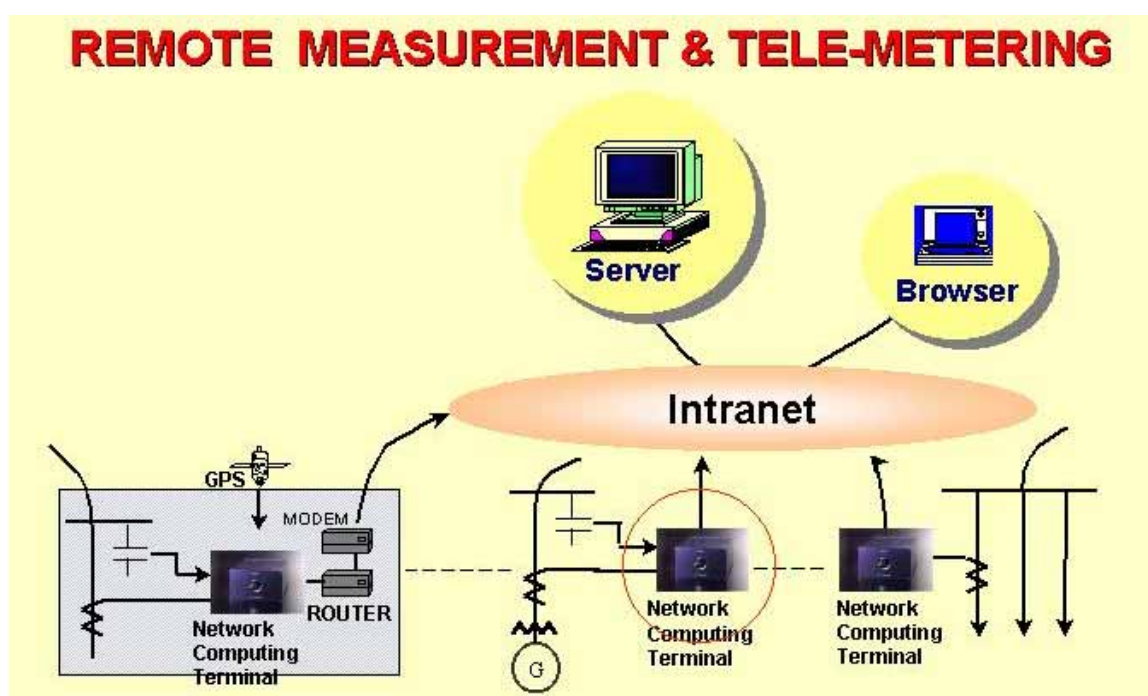 REMOTE MEASUREMENT & TELE-METERING
Server
Browser
Intranet
GPS
MODEM
ROUTER
Network
Computing
Terminal
G
Network
Computing
Terminal
Network
Computing
Terminal